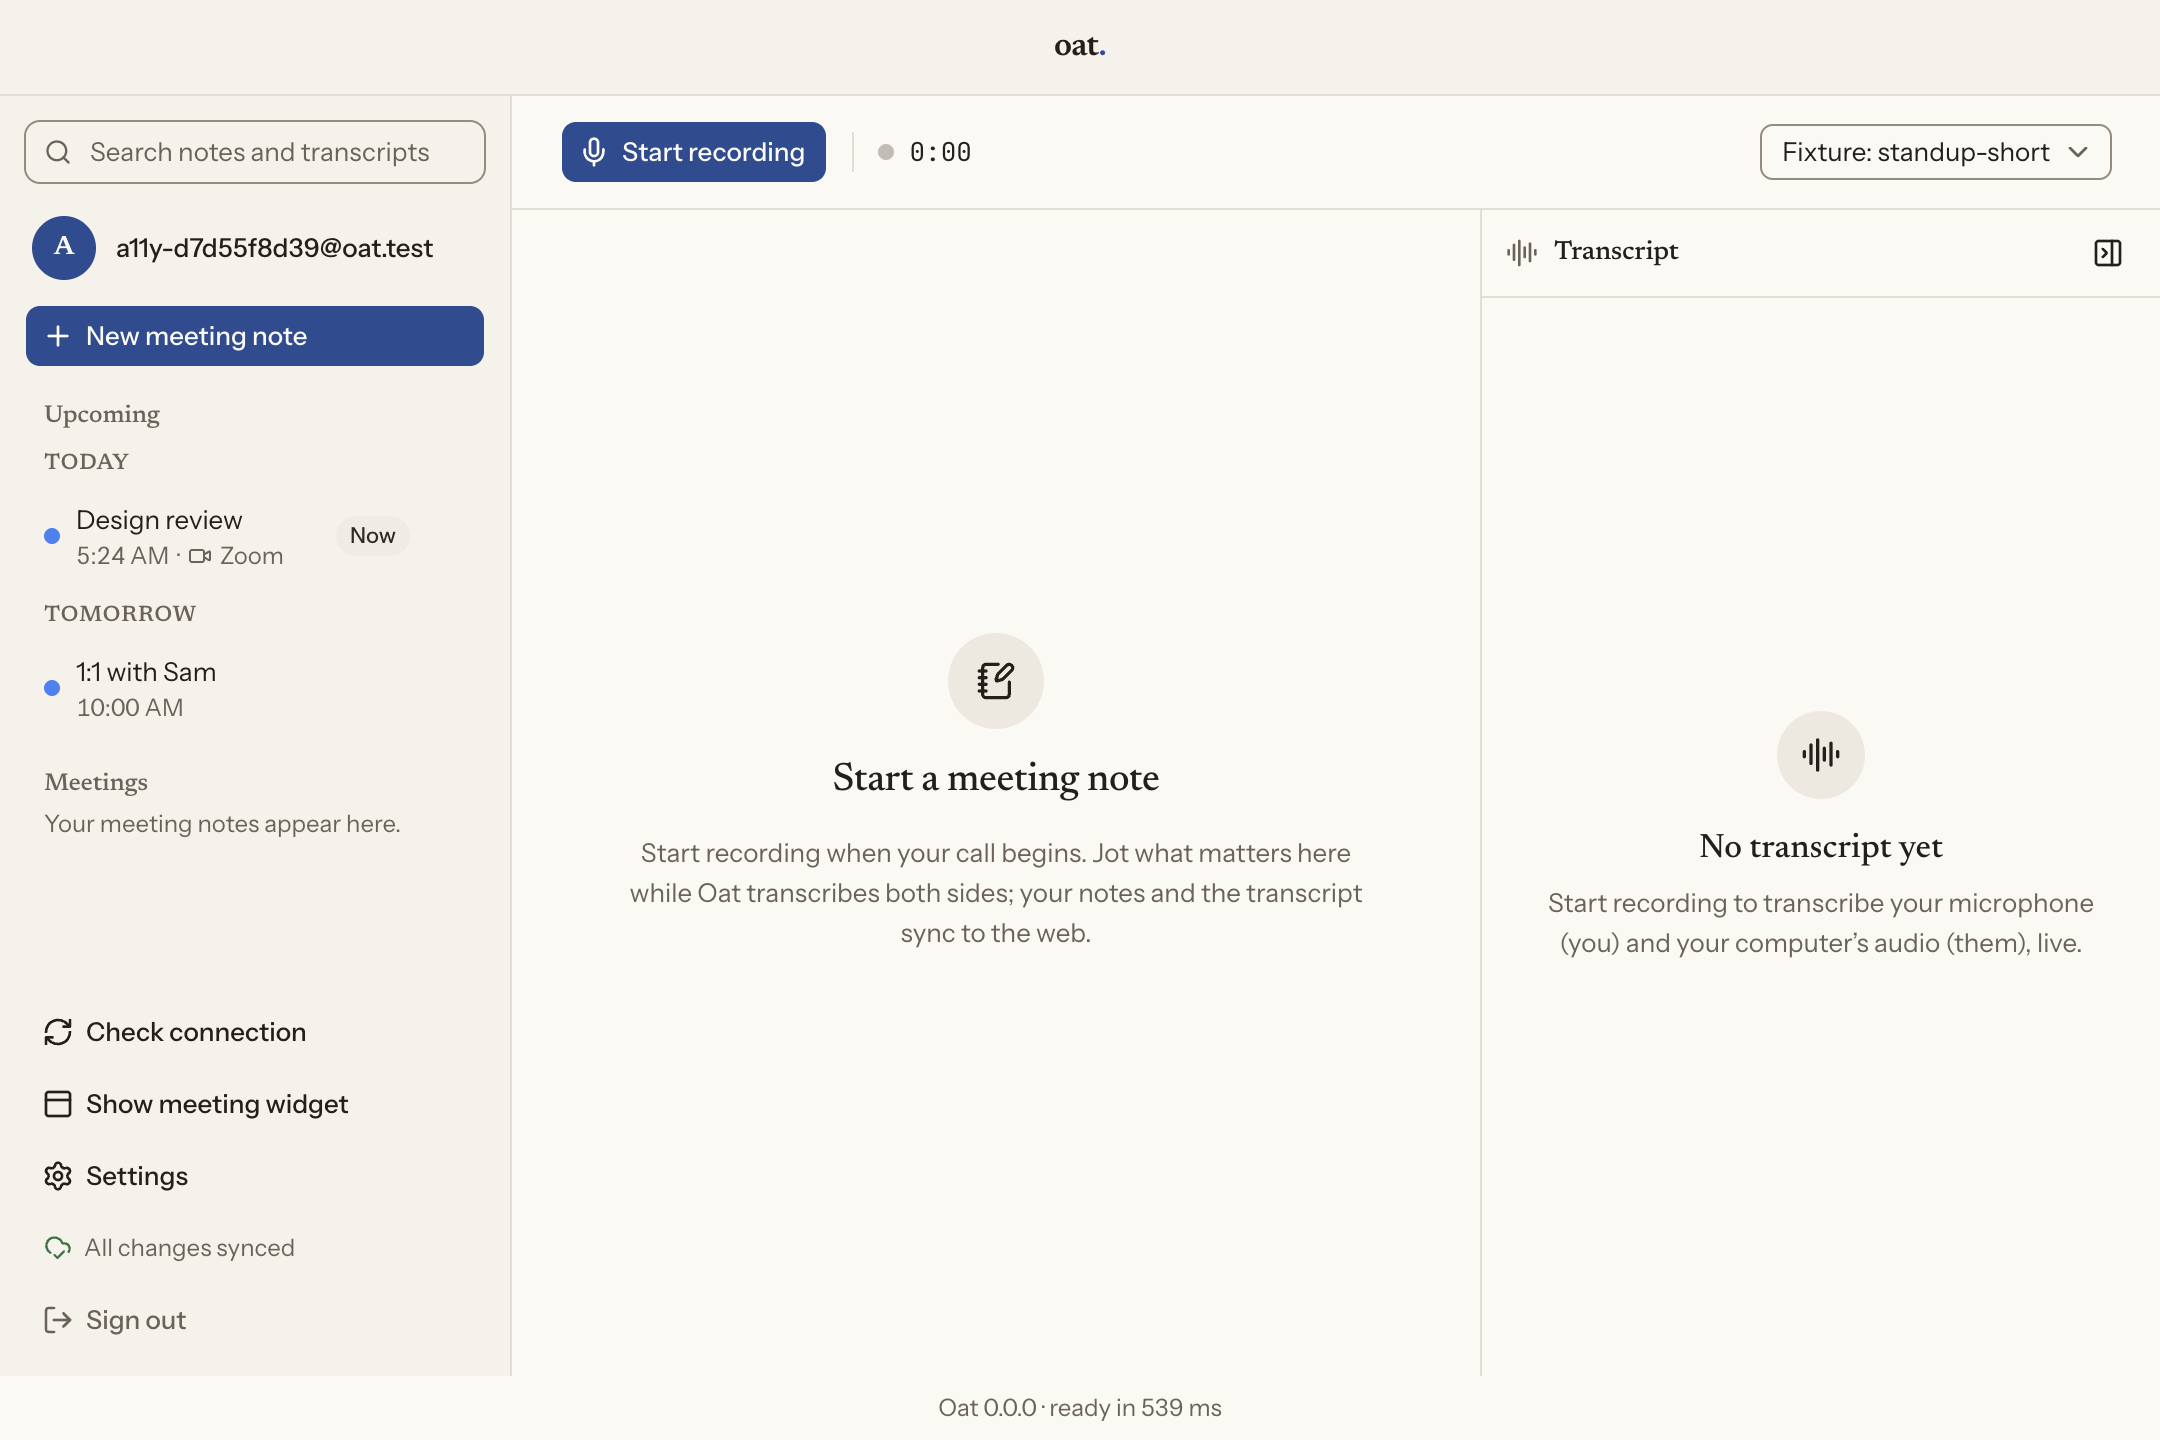 oat.
Search notes and transcripts
A
a11y-d7d55f8d39@oat.test
New meeting note
Upcoming
TODAY
Design review
5:24 AM · Zoom
Now
TOMORROW
1:1 with Sam
10:00 AM
Meetings
Your meeting notes appear here.
Check connection
Show meeting widget
Settings
All changes synced
Sign out
Start recording
0:00
Fixture: standup-short
Start a meeting note
Start recording when your call begins. Jot what matters here
while Oat transcribes both sides; your notes and the transcript
sync to the web.
Transcript
No transcript yet
Start recording to transcribe your microphone
(you) and your computer’s audio (them), live.
Oat 0.0.0 · ready in 539 ms